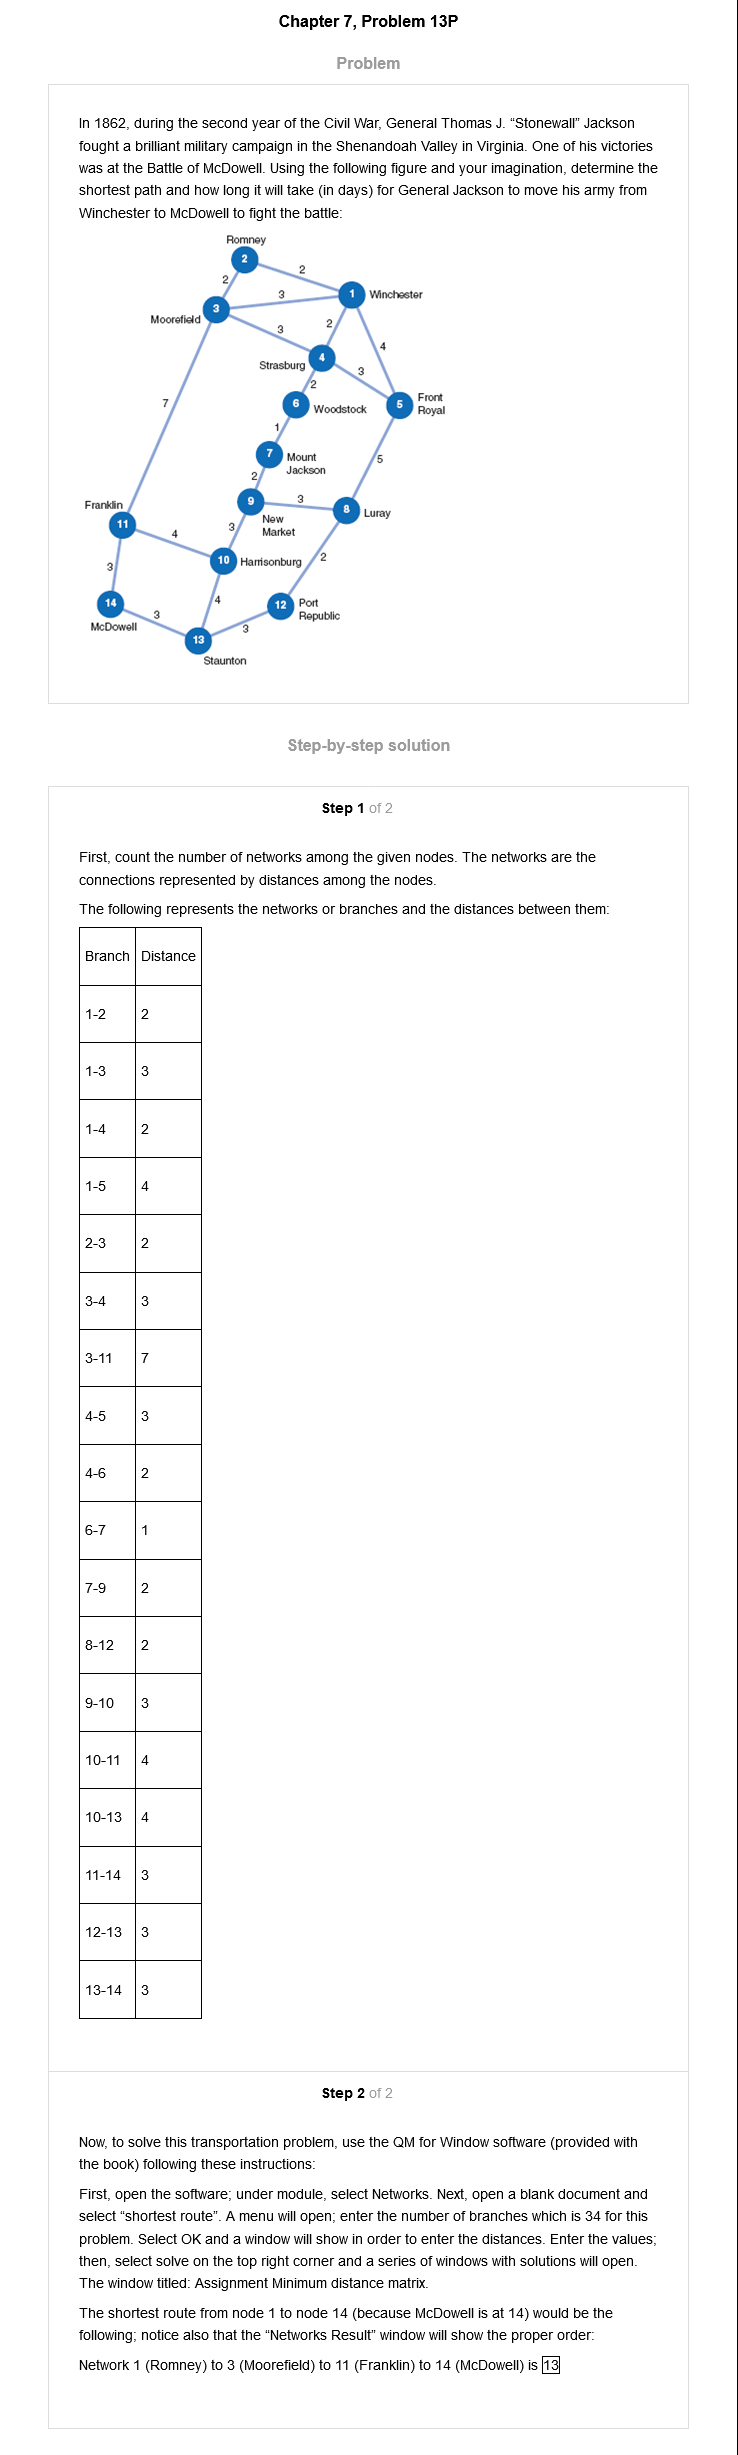 Chapter 7, Problem 13P
Problem
In 1862, during the second year of the Civil War, General Thomas J. “Stonewall” Jackson
fought a brilliant military campaign in the Shenandoah Valley in Virginia. One of his victories
was at the Battle of McDowell. Using the following figure and your imagination, determine the
shortest path and how long it will take (in days) for General Jackson to move his army from
Winchester to McDowell to fight the battle:
Romney
2
2
2
3
1 Winchester
3
Moorefield
3
2
4
Strasburg 4
3
2
Front
6 Woodstock 5 Royal
7
1
7 Mount
Jackson
5
2
Franklin
9 3 8 Luray
New
Market
11
4
3
10 Harrisonburg
2
3
4
14
McDowell
3
12 Port
Republic
3
13
Staunton
Step-by-step solution
Step 1 of 2
First, count the number of networks among the given nodes. The networks are the
connections represented by distances among the nodes.
The following represents the networks or branches and the distances between them:
Branch Distance
1-2 2
1-3 3
1-4 2
1-5 4
2-3 2
3-4 3
3-11 7
4-5 3
4-6 2
6-7 1
7-9 2
8-12 2
9-10 3
10-11 4
10-13 4
11-14 3
12-13 3
13-14 3
Step 2 of 2
Now, to solve this transportation problem, use the QM for Window software (provided with
the book) following these instructions:
First, open the software; under module, select Networks. Next, open a blank document and
select “shortest route”. A menu will open; enter the number of branches which is 34 for this
problem. Select OK and a window will show in order to enter the distances. Enter the values;
then, select solve on the top right corner and a series of windows with solutions will open.
The window titled: Assignment Minimum distance matrix.
The shortest route from node 1 to node 14 (because McDowell is at 14) would be the
following; notice also that the “Networks Result” window will show the proper order:
Network 1 (Romney) to 3 (Moorefield) to 11 (Franklin) to 14 (McDowell) is 13